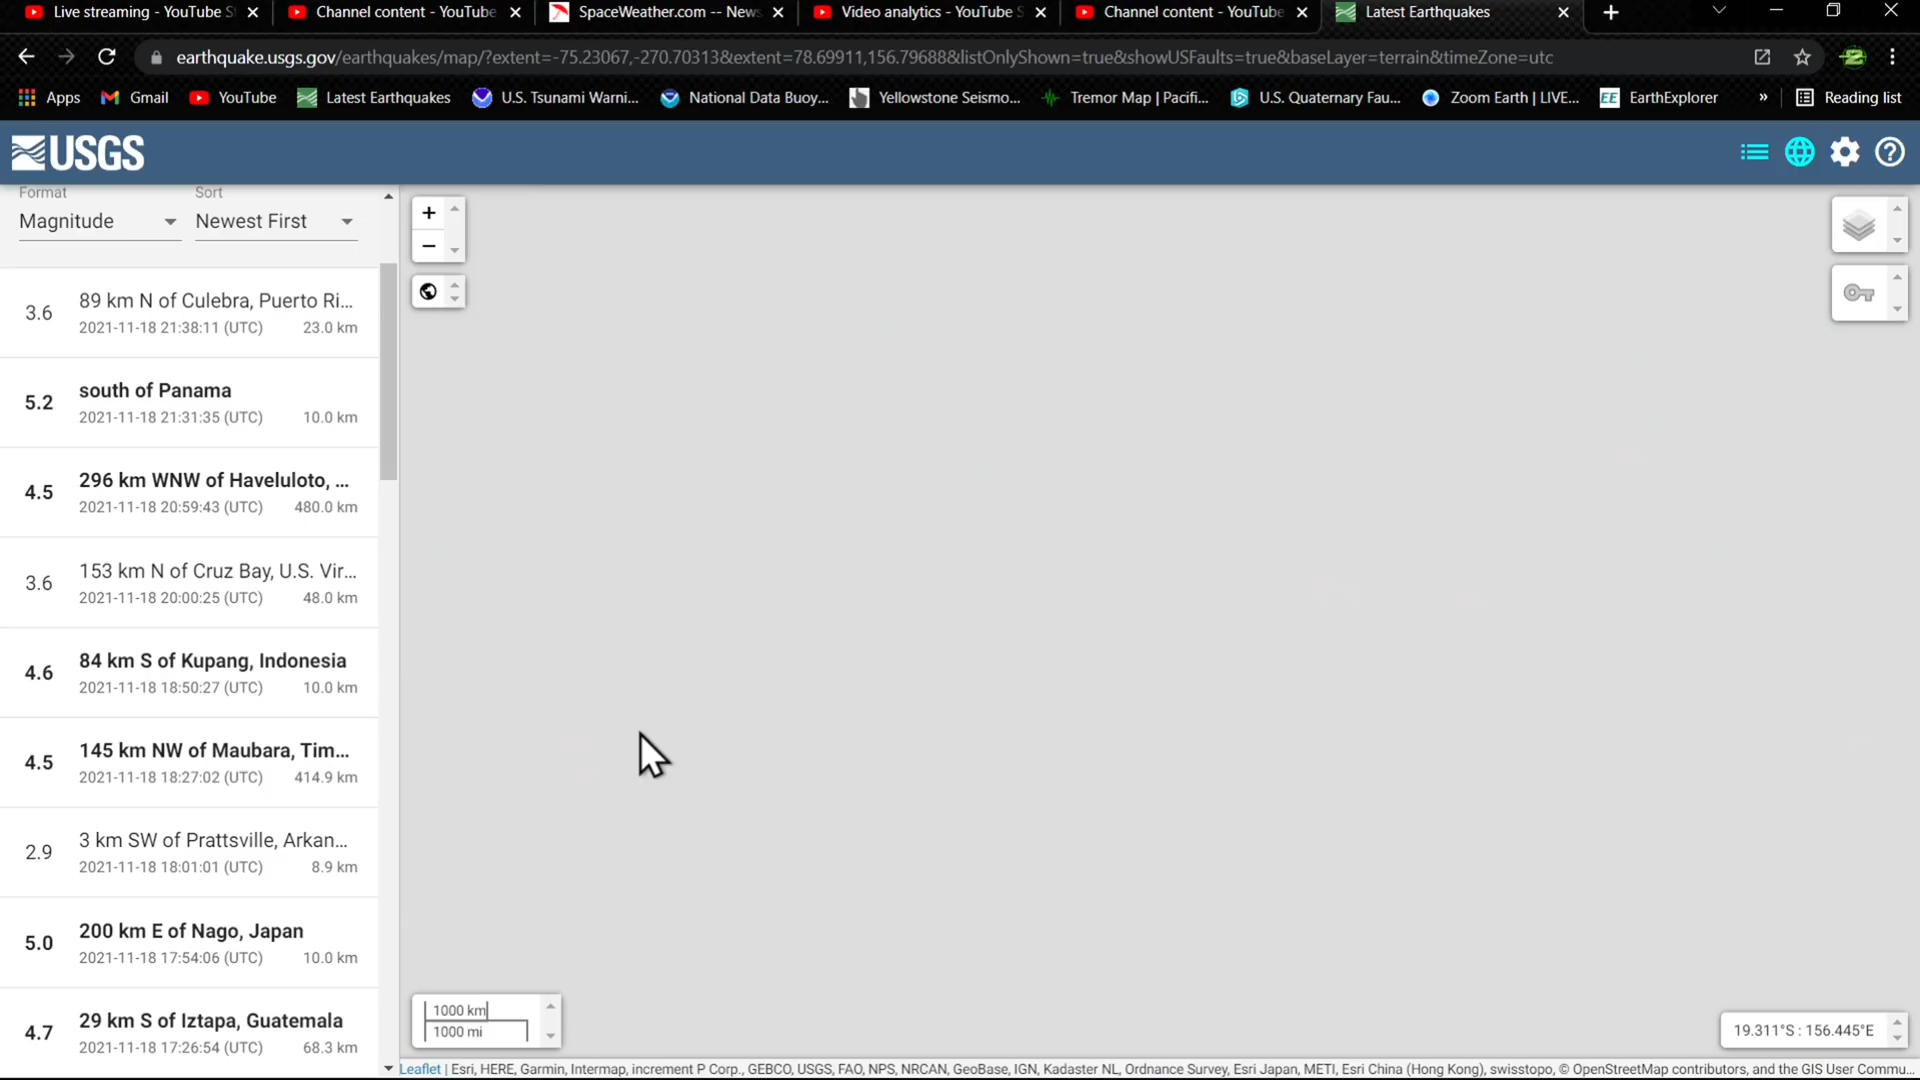 Live streaming - YouTube S
Channel content - YouTube
SpaceWeather.com -- News
Video analytics - YouTube S
Channel content - YouTube
Latest Earthquakes
earthquake.usgs.gov/earthquakes/map/?extent=-75.23067,-270.70313&extent=78.69911,156.79688&listOnlyShown=true&showUSFaults=true&baseLayer=terrain&timeZone=utc
Apps
Gmail
YouTube
Latest Earthquakes
U.S. Tsunami Warni...
National Data Buoy...
Yellowstone Seismo...
Tremor Map | Pacifi...
U.S. Quaternary Fau...
Zoom Earth | LIVE...
EE EarthExplorer
»
Reading list
USGS
Format
Sort
Magnitude
Newest First
3.6
89 km N of Culebra, Puerto Ri...
2021-11-18 21:38:11 (UTC) 23.0 km
5.2
south of Panama
2021-11-18 21:31:35 (UTC) 10.0 km
4.5
296 km WNW of Haveluloto, ...
2021-11-18 20:59:43 (UTC) 480.0 km
3.6
153 km N of Cruz Bay, U.S. Vir...
2021-11-18 20:00:25 (UTC) 48.0 km
4.6
84 km S of Kupang, Indonesia
2021-11-18 18:50:27 (UTC) 10.0 km
4.5
145 km NW of Maubara, Tim...
2021-11-18 18:27:02 (UTC) 414.9 km
2.9
3 km SW of Prattsville, Arkan...
2021-11-18 18:01:01 (UTC) 8.9 km
5.0
200 km E of Nago, Japan
2021-11-18 17:54:06 (UTC) 10.0 km
4.7
29 km S of Iztapa, Guatemala
2021-11-18 17:26:54 (UTC) 68.3 km
+
−
1000 km
1000 mi
19.311°S : 156.445°E
Leaflet | Esri, HERE, Garmin, Intermap, increment P Corp., GEBCO, USGS, FAO, NPS, NRCAN, GeoBase, IGN, Kadaster NL, Ordnance Survey, Esri Japan, METI, Esri China (Hong Kong), swisstopo, © OpenStreetMap contributors, and the GIS User Commu...